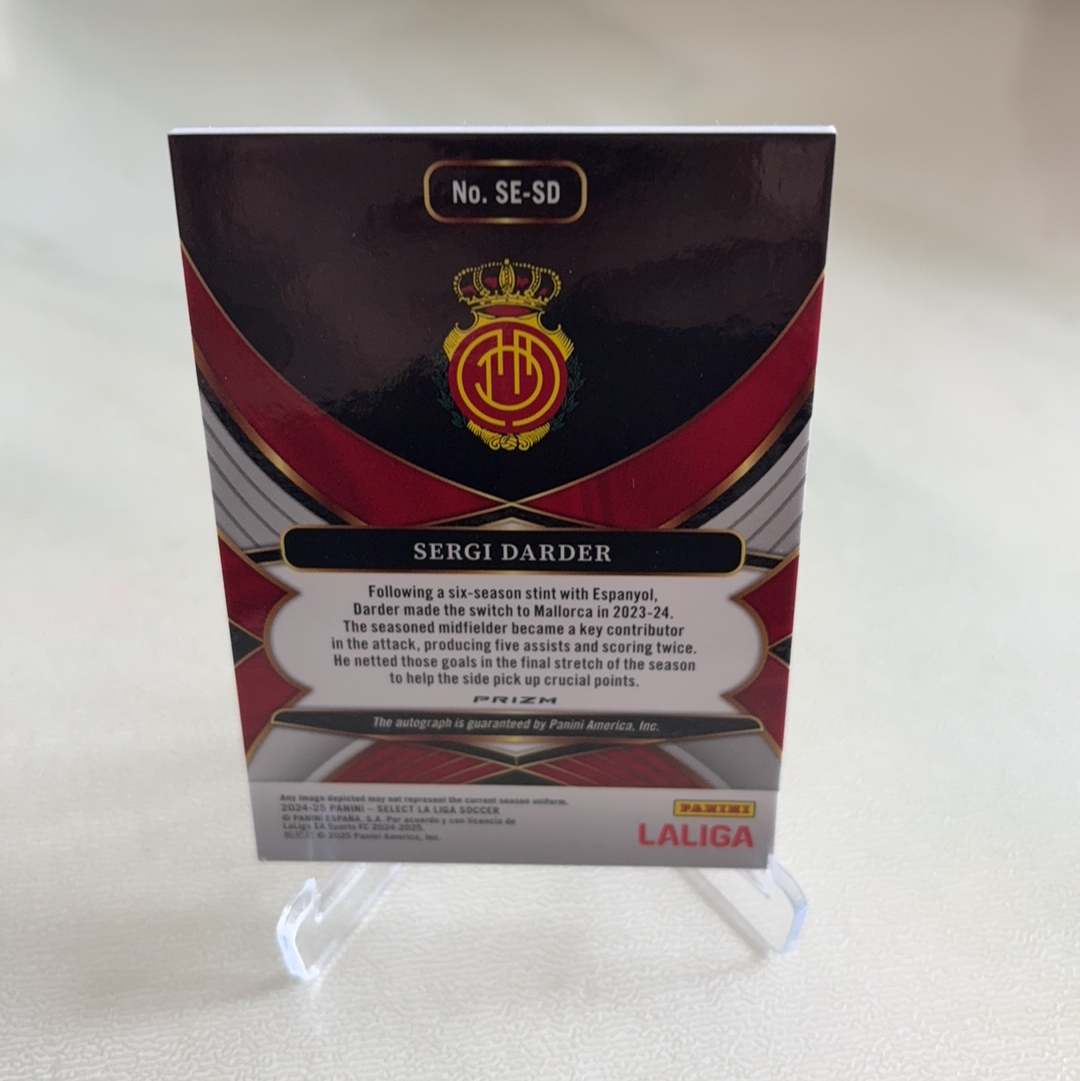 No. SE-SD
SERGI DARDER
Following a six-season stint with Espanyol,
Darder made the switch to Mallorca in 2023-24.
The seasoned midfielder became a key contributor
in the attack, producing five assists and scoring twice.
He netted those goals in the final stretch of the season
to help the side pick up crucial points.
PRIZM
The autograph is guaranteed by Panini America, Inc.
Any image depicted may not represent the current season uniform.
2024-25 PANINI – SELECT LA LIGA SOCCER
© PANINI ESPAÑA, S.A. Por acuerdo y con licencia de
LaLiga EA Sports FC 2024-2025.
© 2025 Panini America, Inc.
PANINI
LALIGA